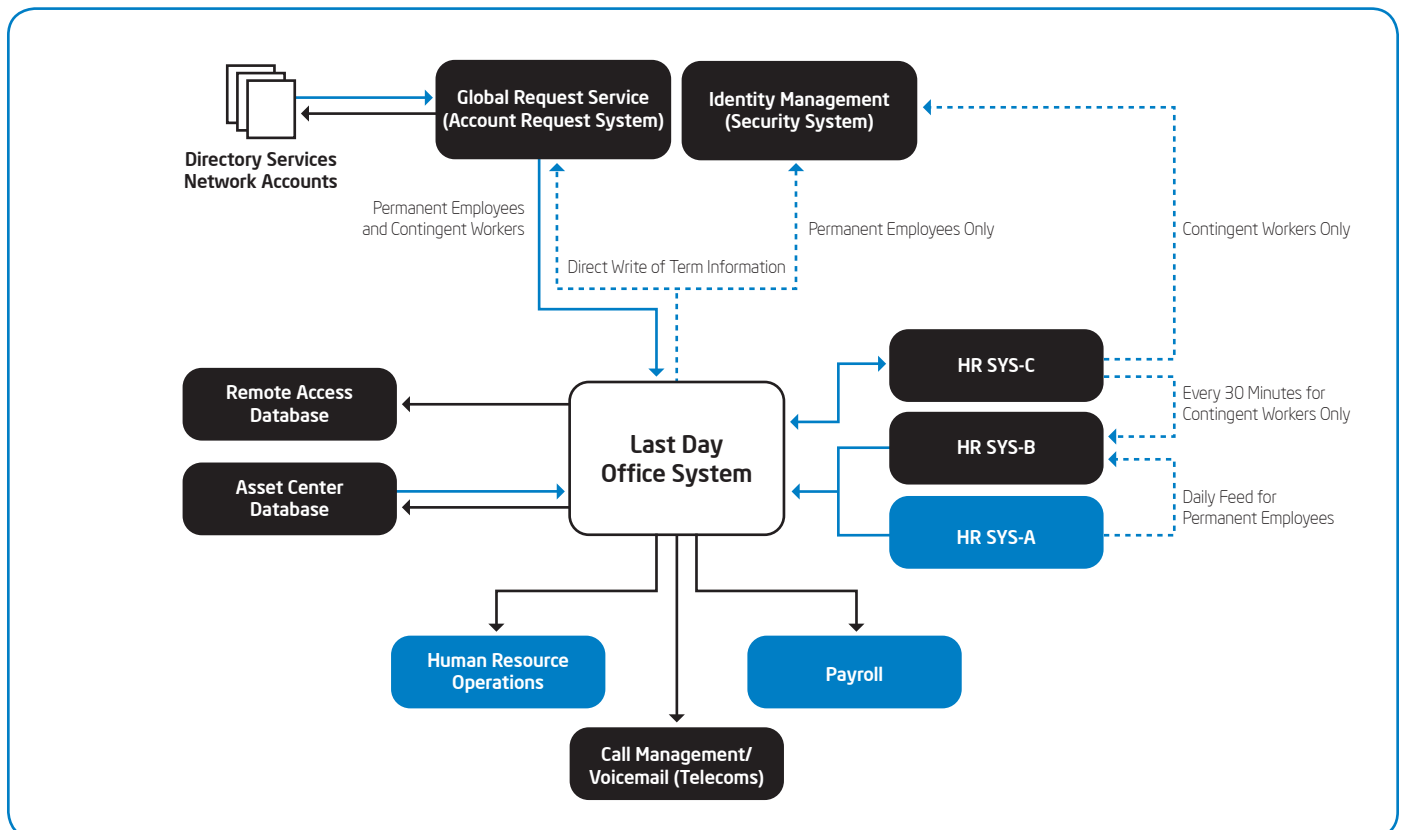 Global Request Service
(Account Request System)
Identity Management
(Security System)
Directory Services
Network Accounts
Permanent Employees
and Contingent Workers
Permanent Employees Only
Contingent Workers Only
Direct Write of Term Information
HR SYS-C
Remote Access
Database
Every 30 Minutes for
Contingent Workers Only
Last Day
Office System
HR SYS-B
Asset Center
Database
Daily Feed for
Permanent Employees
HR SYS-A
Human Resource
Operations
Payroll
Call Management/
Voicemail (Telecoms)